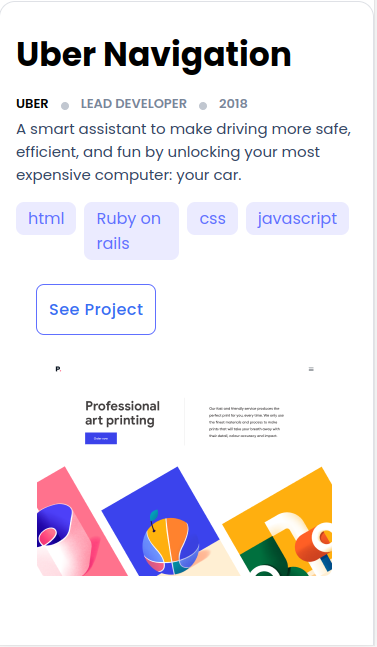 Uber Navigation
UBER LEAD DEVELOPER 2018
A smart assistant to make driving more safe,
efficient, and fun by unlocking your most
expensive computer: your car.
html Ruby on rails css javascript
See Project
P.
Professional
art printing
Our fast and friendly service produces the
perfect print for you, every time. We only use
the finest materials and process to make
prints that will take your breath away with
their detail, colour accuracy and impact.
Order now